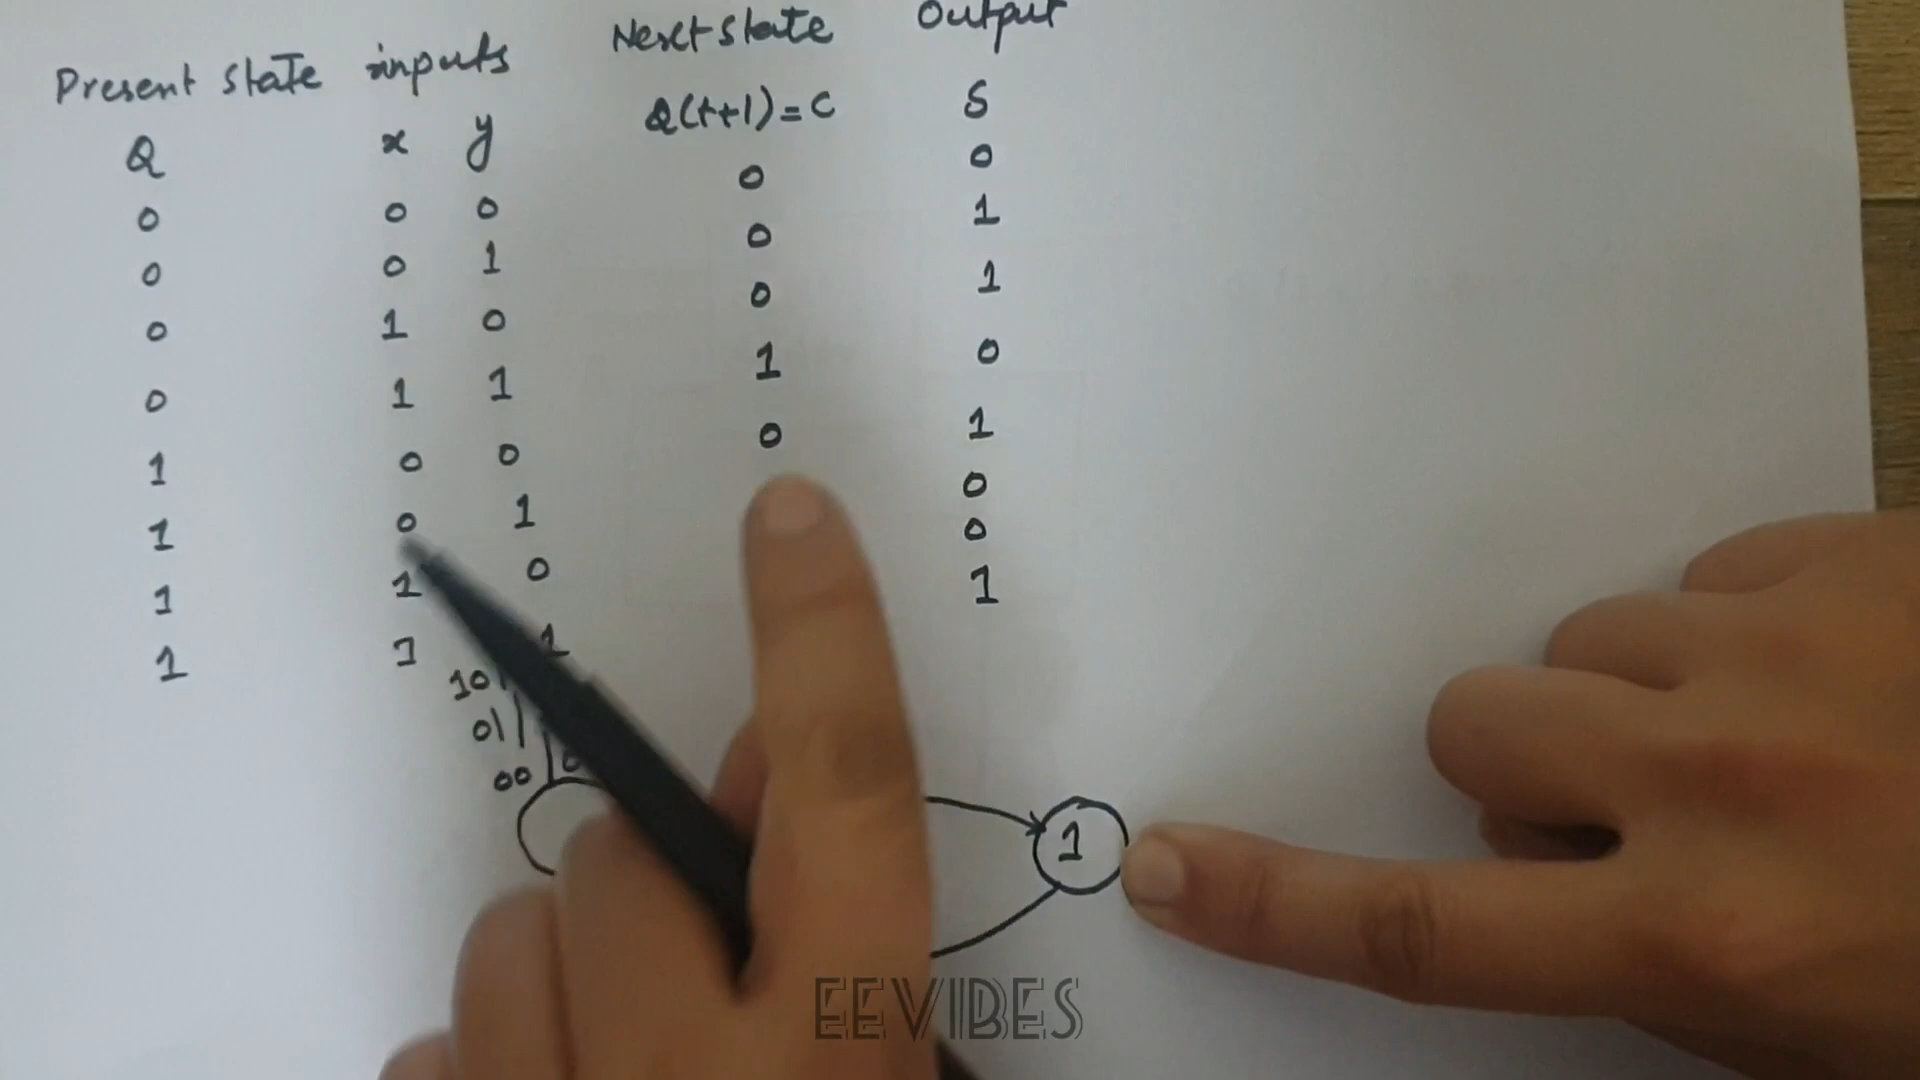 Present state inputs Next state Output
Q x y Q(t+1)=C S
0 0 0 0 0
0 0 1 0 1
0 1 0 0 1
0 1 1 1 0
1 0 0 0 1
1 0 1 0
1 1 0 0
1 1 1 1
10
01
00
1
EEVIBES